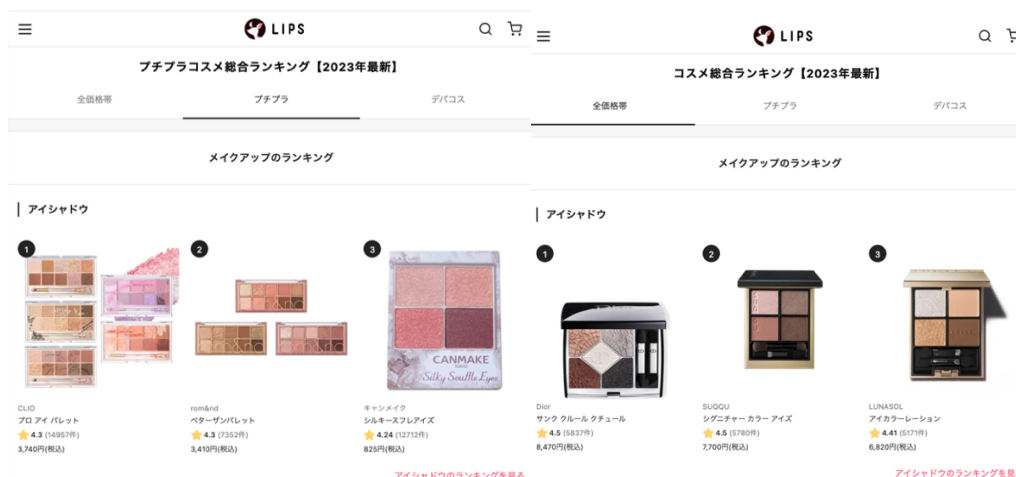 LIPS
プチプラコスメ総合ランキング【2023年最新】
全価格帯
プチプラ
デパコス
メイクアップのランキング
アイシャドウ
1
2
3
CANMAKE
Silky Souffle Eyes
CLIO
プロ アイ パレット
4.3 (14957件)
3,740円(税込)
rom&nd
ベターザンパレット
4.3 (7352件)
3,410円(税込)
キャンメイク
シルキースフレアイズ
4.24 (12712件)
825円(税込)
アイシャドウのランキングを見る
LIPS
コスメ総合ランキング【2023年最新】
全価格帯
プチプラ
デパコス
メイクアップのランキング
アイシャドウ
1
2
3
Dior
サンク クルール クチュール
4.5 (5837件)
8,470円(税込)
SUQQU
シグニチャー カラー アイズ
4.5 (5780件)
7,700円(税込)
LUNASOL
アイカラーレーション
4.41 (5171件)
6,820円(税込)
アイシャドウのランキングを見